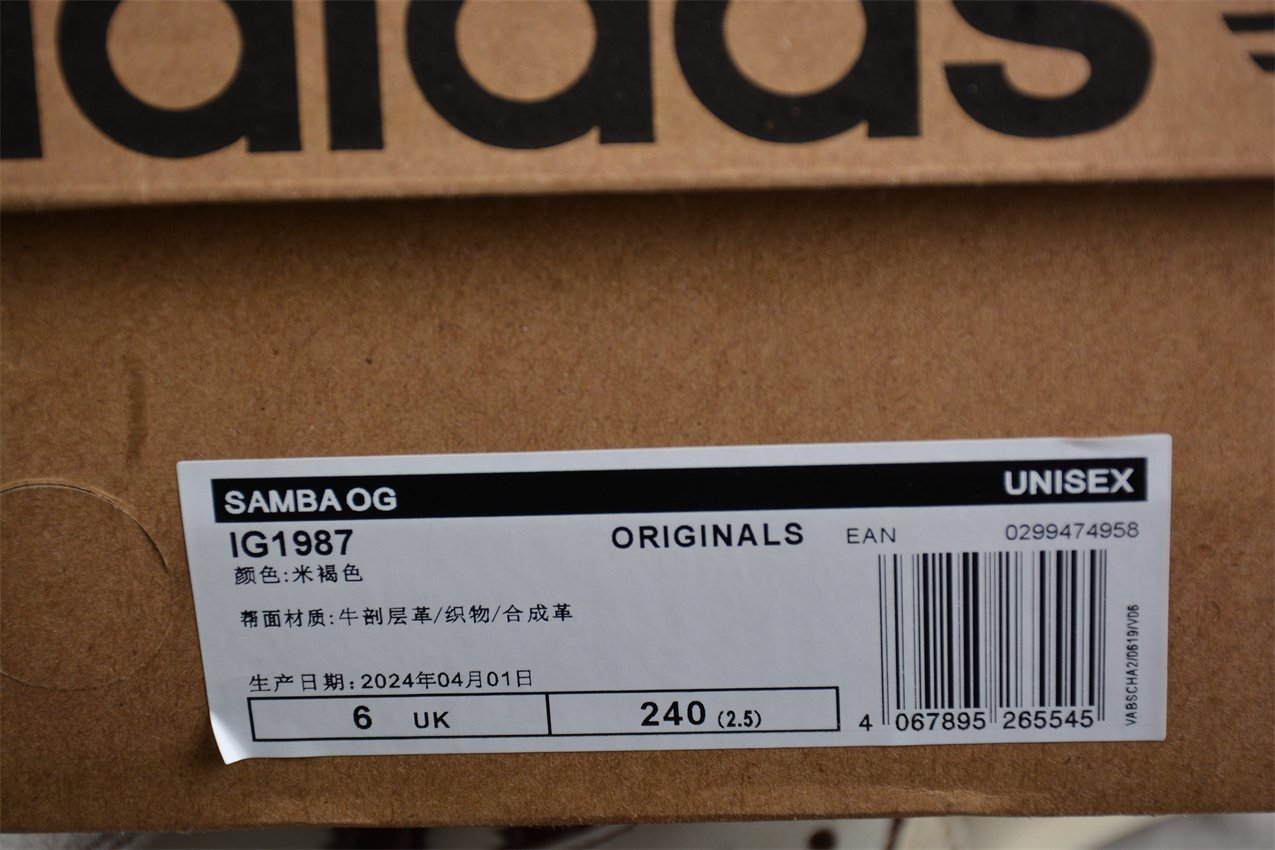 adidas
SAMBA OG UNISEX
IG1987 ORIGINALS EAN 0299474958
颜色:米褐色
帮面材质:牛剖层革/织物/合成革
生产日期:2024年04月01日
6 UK 240 (2.5)
4 067895 265545
VABSCHA2/0619/V06